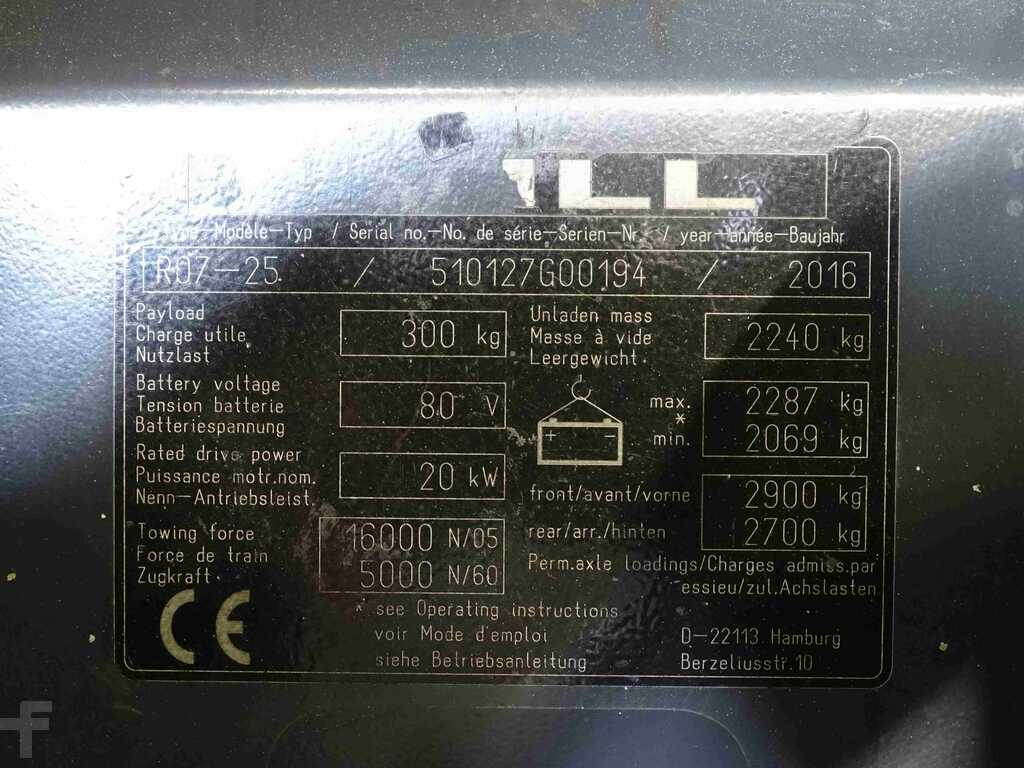 ILL
Type-Modèle-Typ / Serial no.-No. de série-Serien-Nr. / year-année-Baujahr
R07-25 / 510127G00194 / 2016
Payload
Charge utile
Nutzlast
300 kg
Unladen mass
Masse à vide
Leergewicht
2240 kg
Battery voltage
Tension batterie
Batteriespannung
80 V
+ -
max. 2287 kg
*
min. 2069 kg
Rated drive power
Puissance motr.nom.
Nenn-Antriebsleist.
20 kW
front/avant/vorne 2900 kg
rear/arr./hinten 2700 kg
Towing force
Force de train
Zugkraft
16000 N/05
5000 N/60
Perm.axle loadings/Charges admiss.par
essieu/zul.Achslasten
CE
* see Operating instructions
voir Mode d'emploi
siehe Betriebsanleitung
D-22113 Hamburg
Berzeliusstr.10